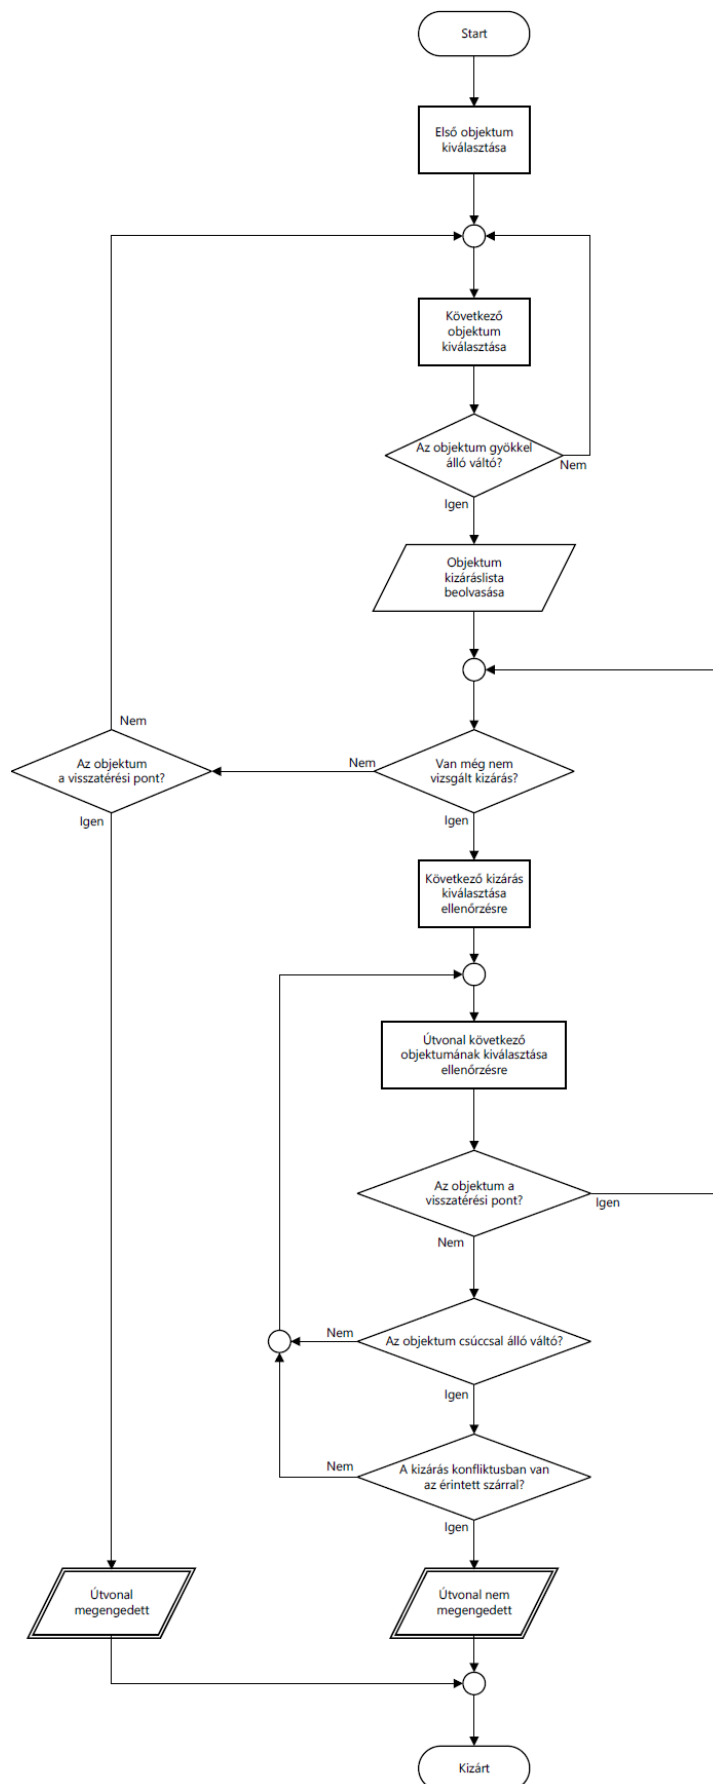 Start
Első objektum
kiválasztása
Következő
objektum
kiválasztása
Az objektum gyökkel
álló váltó?
Nem
Igen
Objektum
kizáráslista
beolvasása
Nem
Az objektum
a visszatérési pont?
Igen
Nem
Van még nem
vizsgált kizárás?
Igen
Következő kizárás
kiválasztása
ellenőrzésre
Útvonal következő
objektumának kiválasztása
ellenőrzésre
Az objektum a
visszatérési pont?
Igen
Nem
Nem
Az objektum csúccsal álló váltó?
Igen
Nem
A kizárás konfliktusban van
az érintett szárral?
Igen
Útvonal
megengedett
Útvonal nem
megengedett
Kizárt